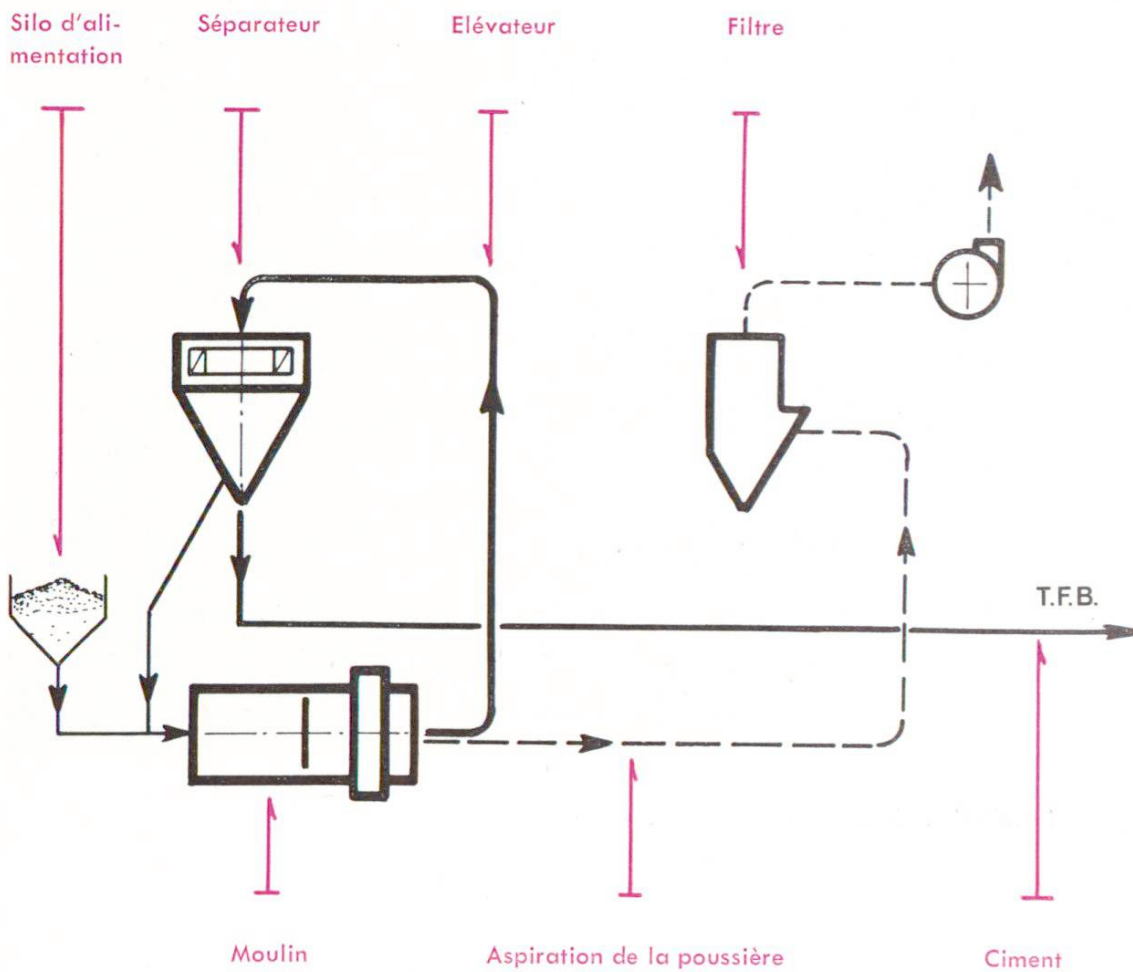 Silo d'ali-
mentation
Séparateur
Elévateur
Filtre
T.F.B.
Moulin
Aspiration de la poussière
Ciment